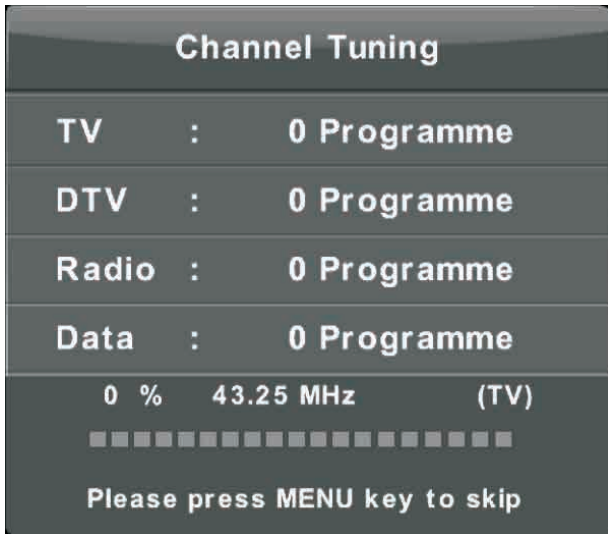 Channel Tuning
TV : 0 Programme
DTV : 0 Programme
Radio : 0 Programme
Data : 0 Programme
0 % 43.25 MHz (TV)
Please press MENU key to skip